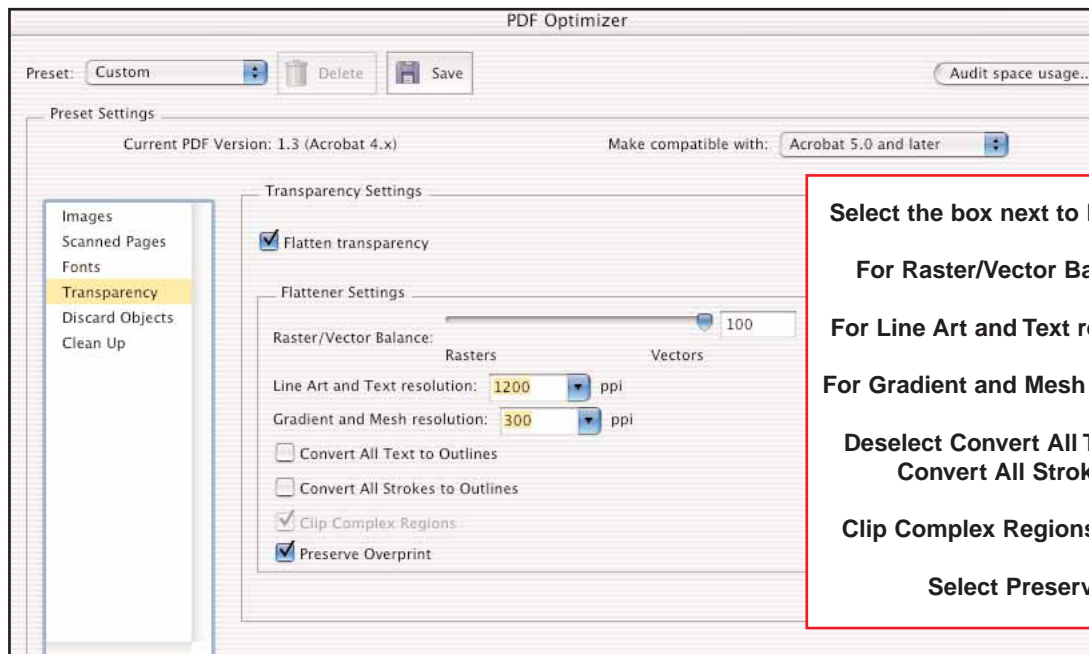 PDF Optimizer
Preset: Custom Delete Save Audit space usage..
Preset Settings
Current PDF Version: 1.3 (Acrobat 4.x) Make compatible with: Acrobat 5.0 and later
Images
Scanned Pages
Fonts
Transparency
Discard Objects
Clean Up
Transparency Settings
Flatten transparency
Flattener Settings
Raster/Vector Balance: 100
Rasters Vectors
Line Art and Text resolution: 1200 ppi
Gradient and Mesh resolution: 300 ppi
Convert All Text to Outlines
Convert All Strokes to Outlines
Clip Complex Regions
Preserve Overprint
Select the box next to
For Raster/Vector
For Line Art and Text
For Gradient and Mesh
Deselect Convert All
Convert All
Clip Complex Regions
Select